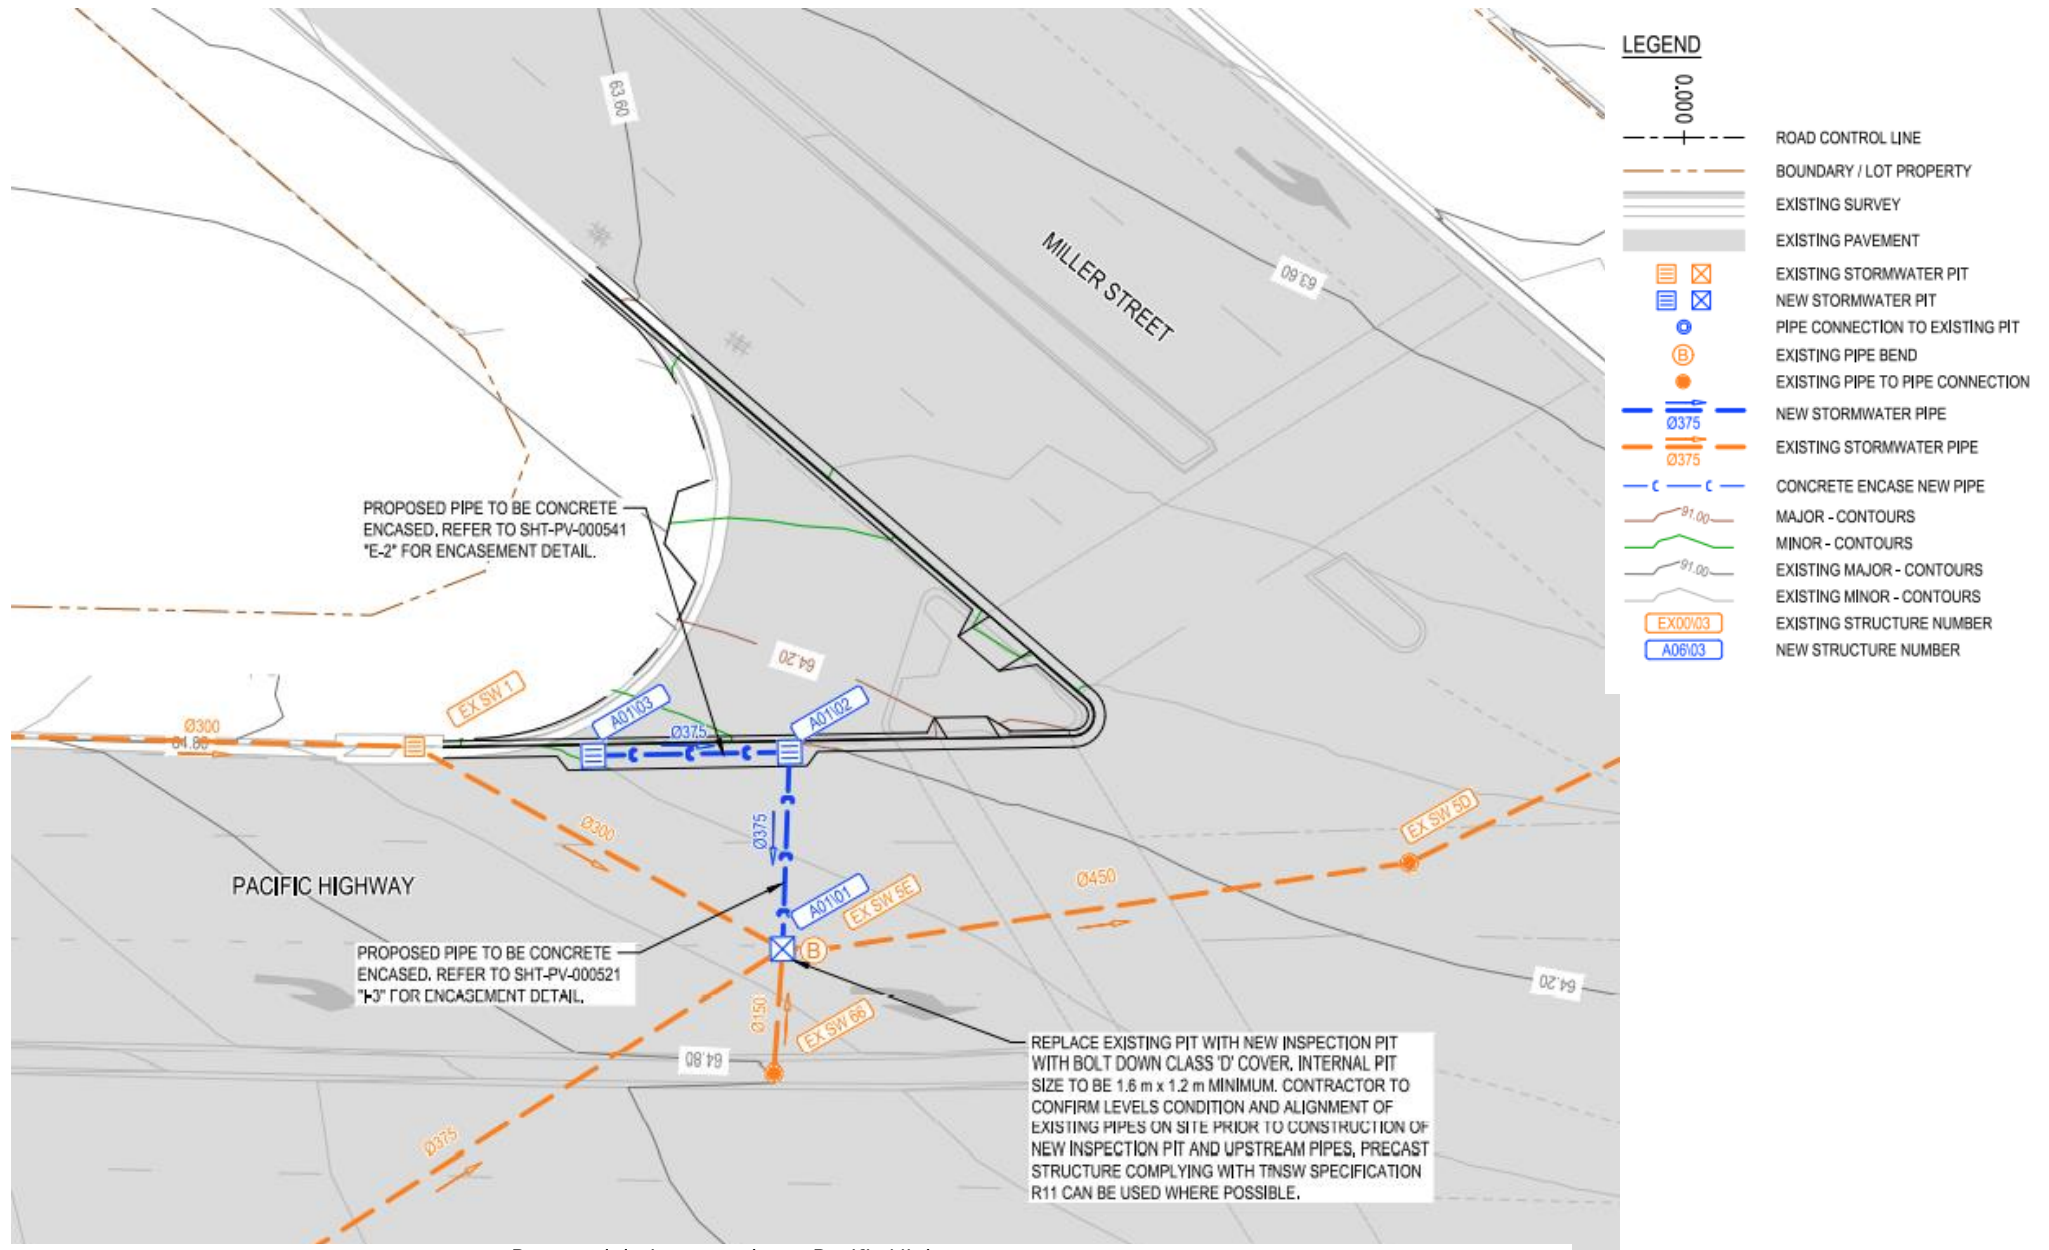 63.60
MILLER STREET
63.60
PROPOSED PIPE TO BE CONCRETE
ENCASED. REFER TO SHT-PV-000541
"E-2" FOR ENCASEMENT DETAIL.
64.20
EX SW 1
A01\03
A01\02
Ø300
64.80
Ø375
Ø300
Ø375
EX SW 5D
PACIFIC HIGHWAY
Ø450
A01\01
EX SW 5E
B
PROPOSED PIPE TO BE CONCRETE
ENCASED. REFER TO SHT-PV-000521
FOR ENCASEMENT DETAIL.
64.20
Ø150
EX SW 66
64.80
Ø375
REPLACE EXISTING PIT WITH NEW INSPECTION PIT
WITH BOLT DOWN CLASS 'D' COVER. INTERNAL PIT
SIZE TO BE 1.6 m x 1.2 m MINIMUM. CONTRACTOR TO
CONFIRM LEVELS CONDITION AND ALIGNMENT OF
EXISTING PIPES ON SITE PRIOR TO CONSTRUCTION OF
NEW INSPECTION PIT AND UPSTREAM PIPES, PRECAST
STRUCTURE COMPLYING WITH TfNSW SPECIFICATION
R11 CAN BE USED WHERE POSSIBLE.
LEGEND
0.000
ROAD CONTROL LINE
BOUNDARY / LOT PROPERTY
EXISTING SURVEY
EXISTING PAVEMENT
EXISTING STORMWATER PIT
NEW STORMWATER PIT
PIPE CONNECTION TO EXISTING PIT
B EXISTING PIPE BEND
EXISTING PIPE TO PIPE CONNECTION
Ø375 NEW STORMWATER PIPE
Ø375 EXISTING STORMWATER PIPE
CONCRETE ENCASE NEW PIPE
91.00 MAJOR - CONTOURS
MINOR - CONTOURS
91.00 EXISTING MAJOR - CONTOURS
EXISTING MINOR - CONTOURS
EX00\03 EXISTING STRUCTURE NUMBER
A06\03 NEW STRUCTURE NUMBER